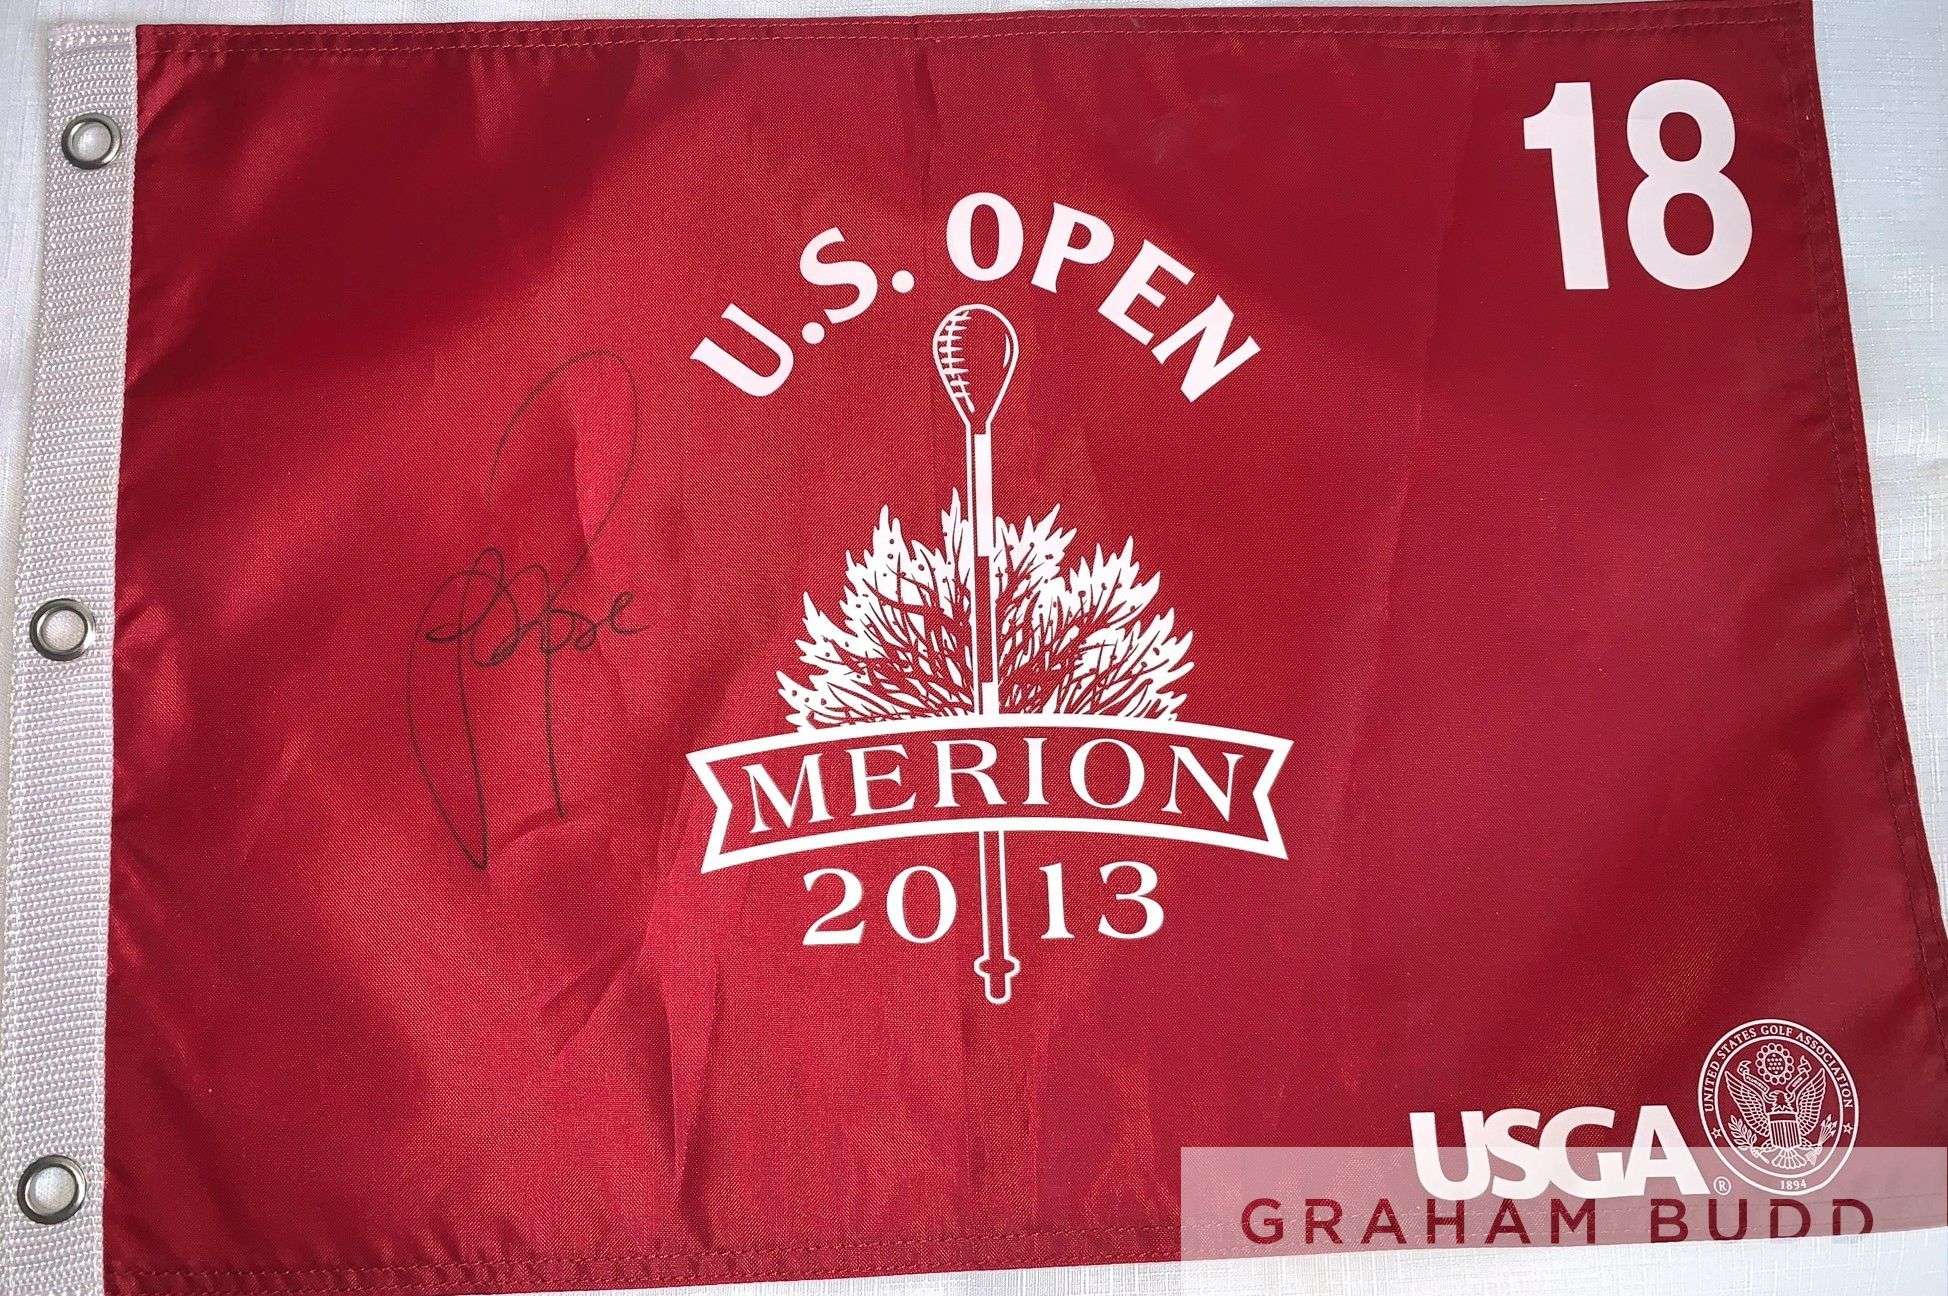 18
U.S. OPEN
MERION
2013
USGA®
UNITED STATES GOLF ASSOCIATION
1894
GRAHAM BUDD